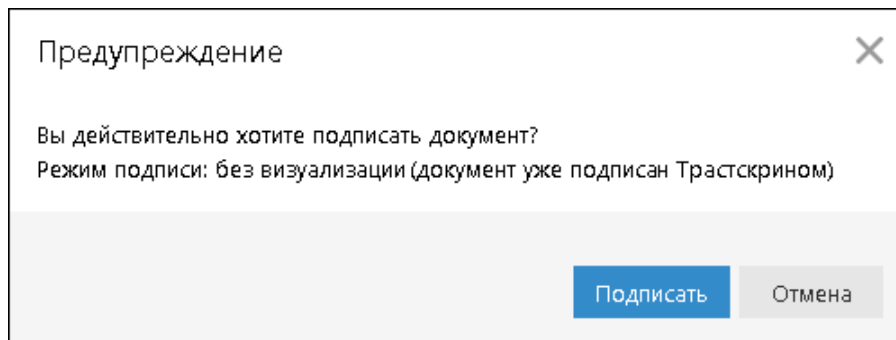 Предупреждение
Вы действительно хотите подписать документ?
Режим подписи: без визуализации (документ уже подписан Трастскрином)
Подписать
Отмена